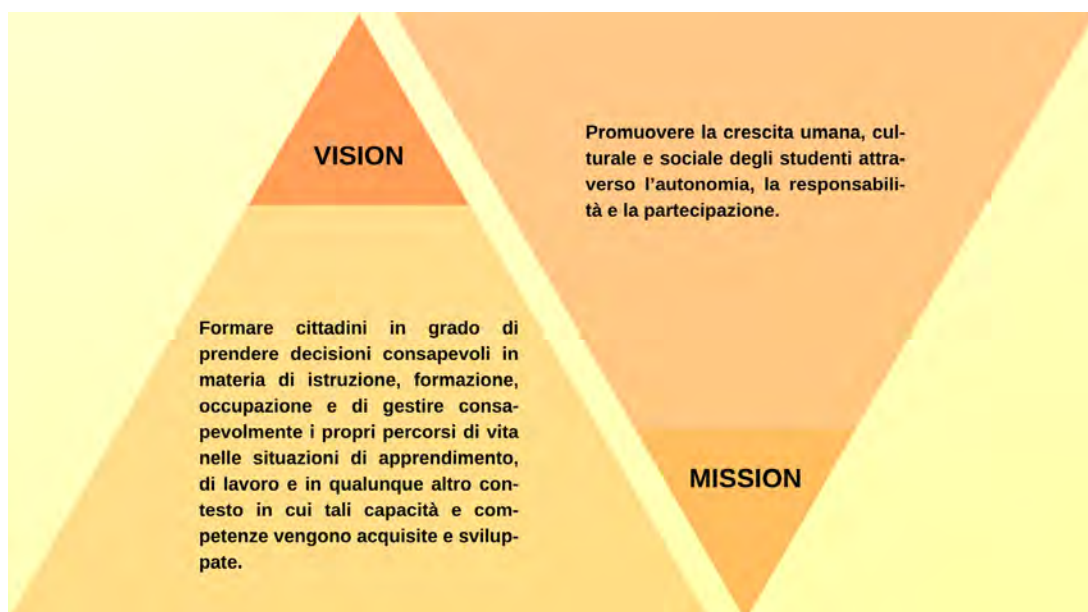 VISION
Formare cittadini in grado di
prendere decisioni consapevoli in
materia di istruzione, formazione,
occupazione e di gestire consa-
pevolmente i propri percorsi di vita
nelle situazioni di apprendimento,
di lavoro e in qualunque altro con-
testo in cui tali capacità e com-
petenze vengono acquisite e svilup-
pate.
Promuovere la crescita umana, cul-
turale e sociale degli studenti attra-
verso l’autonomia, la responsabili-
tà e la partecipazione.
MISSION